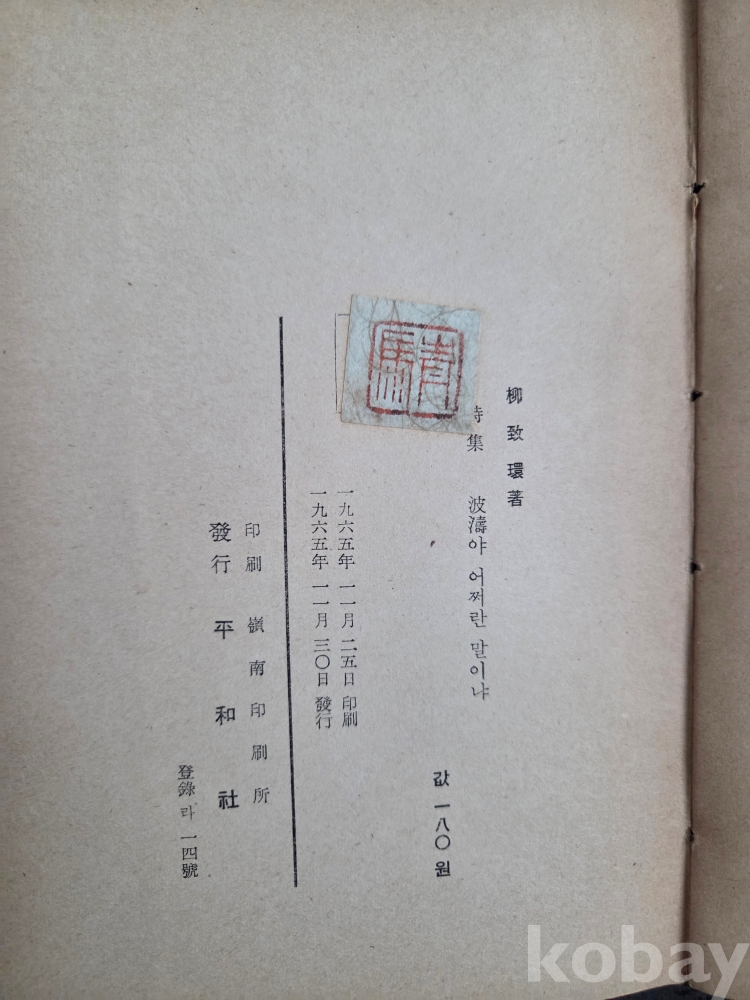 柳致環著
詩集 波濤야 어쩌란 말이냐
값 一八〇원
靑馬
一九六五年 一一月 二五日 印刷
一九六五年 一一月 三〇日 發行
印刷 嶺南印刷所
發行 平和社
登錄 라 一四號
kobay